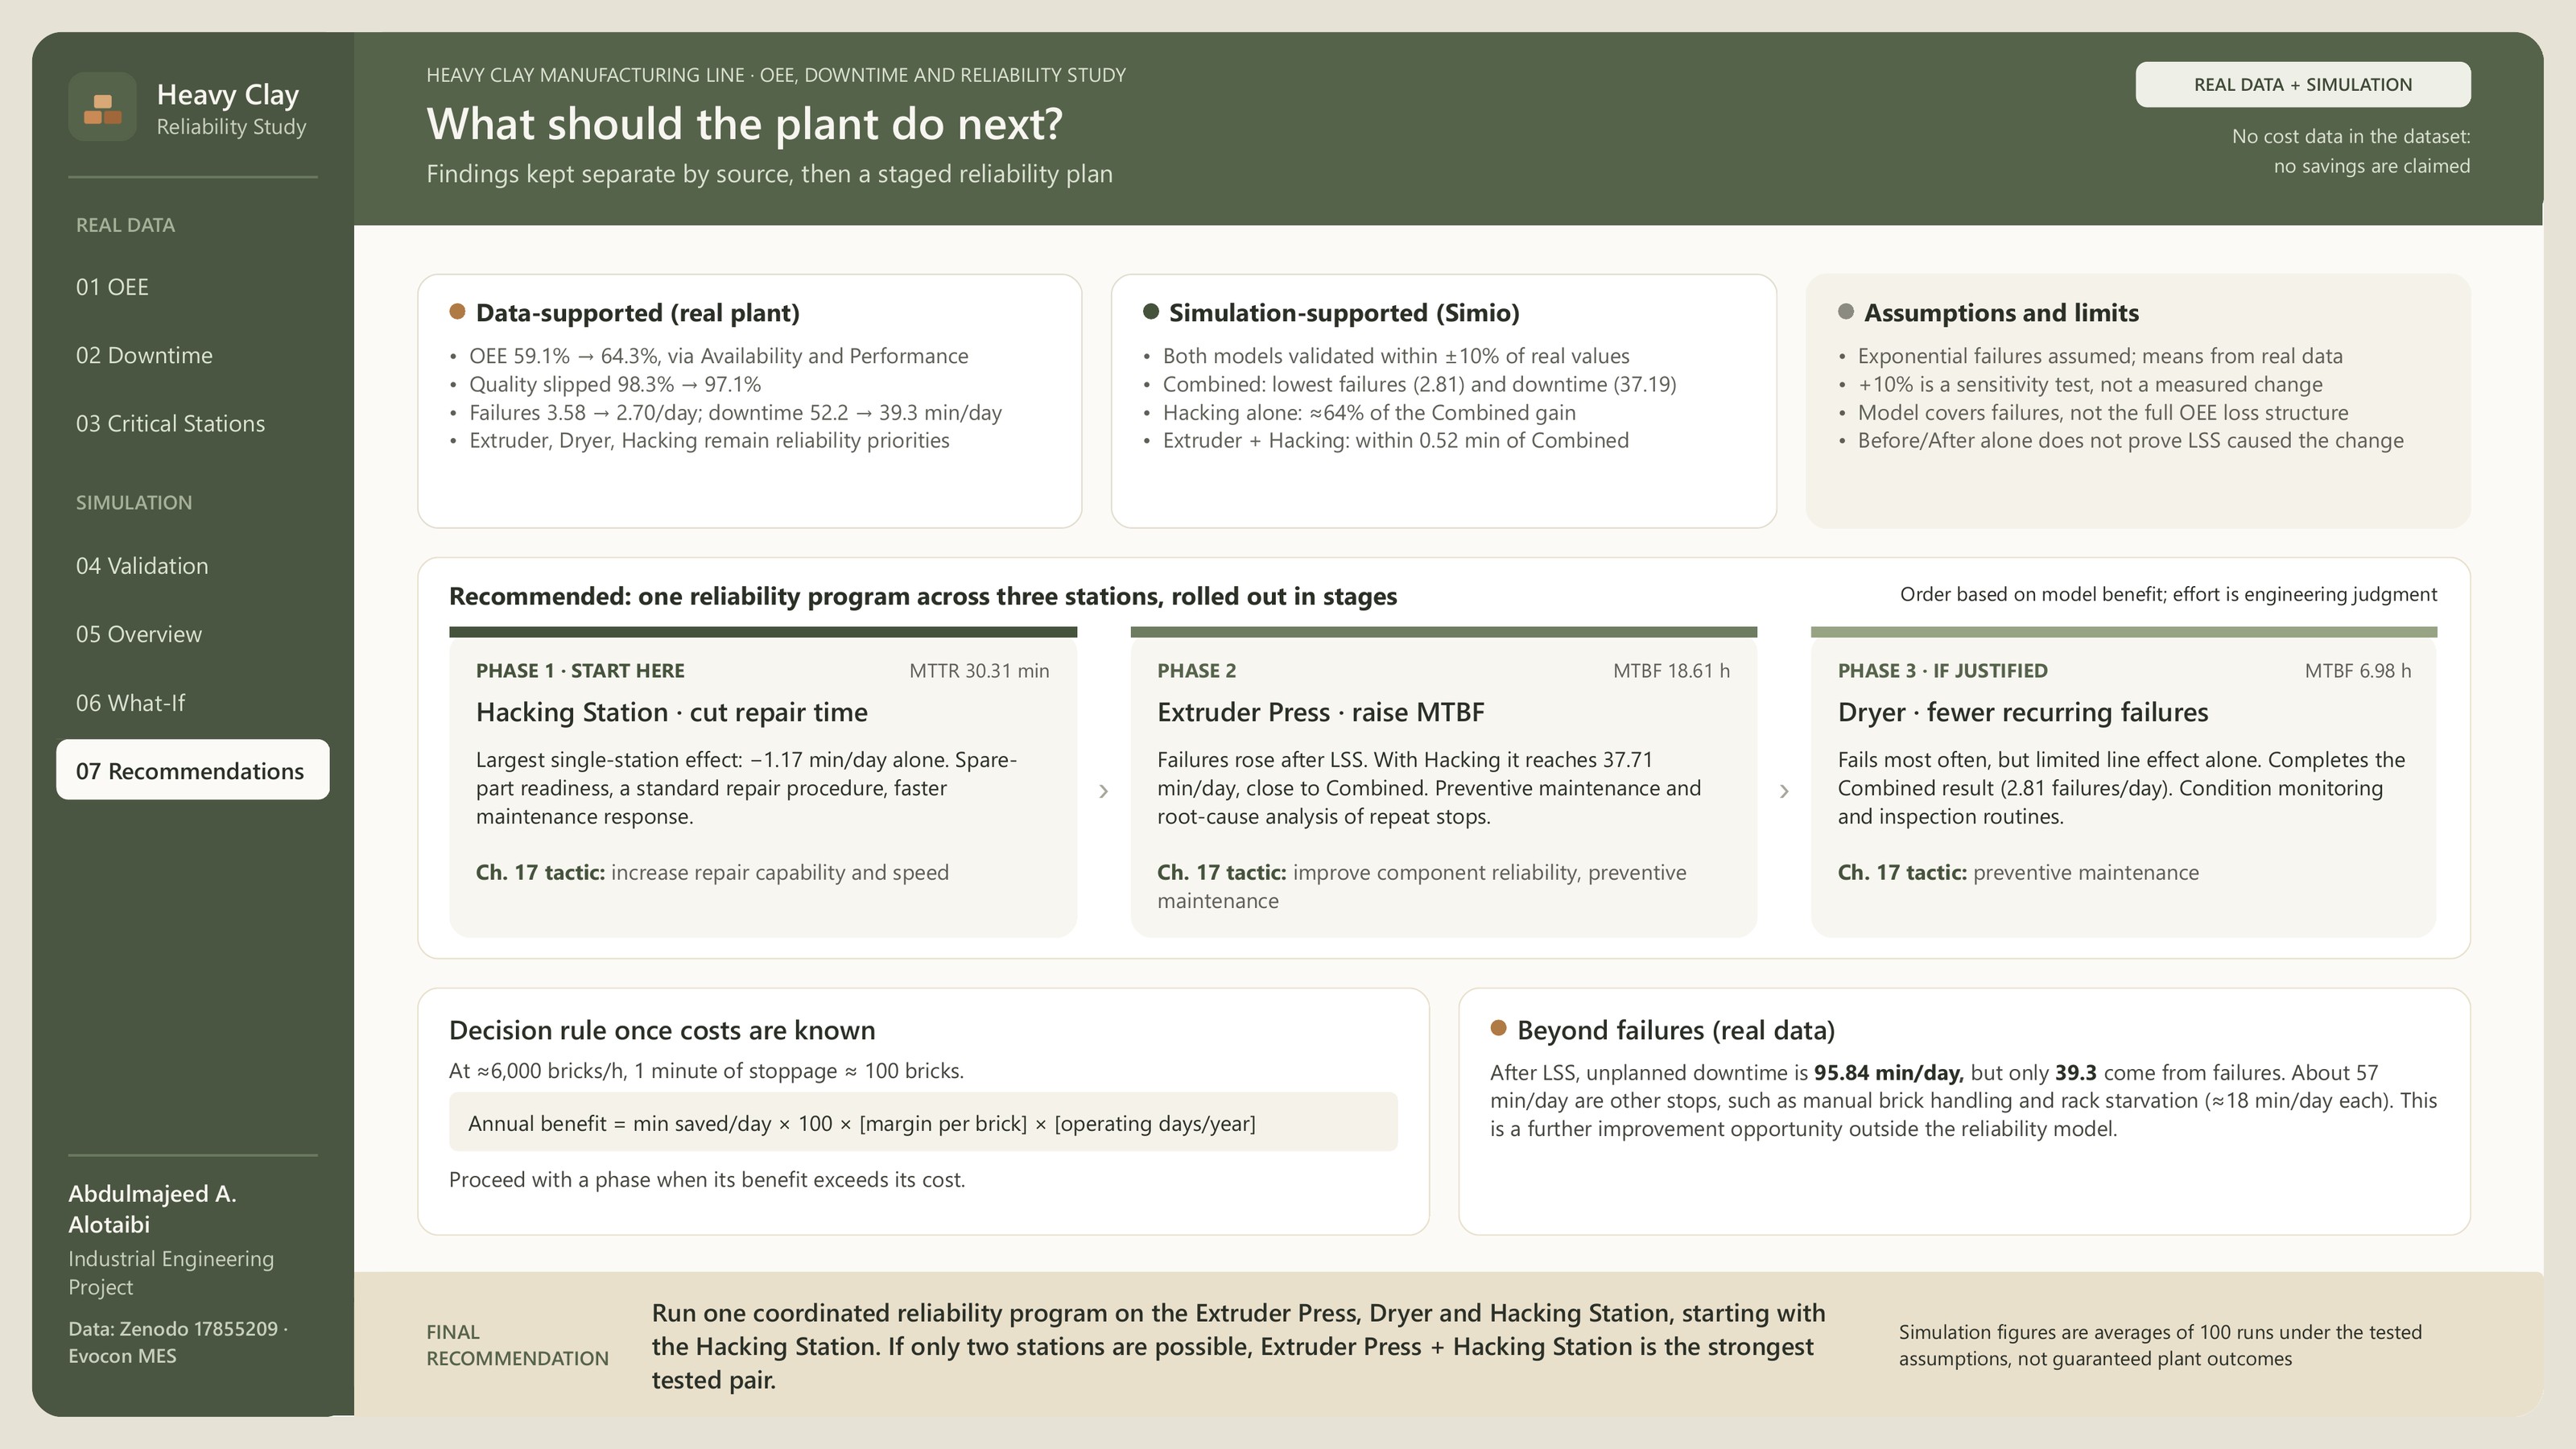 Heavy Clay
Reliability Study
REAL DATA
01 OEE
02 Downtime
03 Critical Stations
SIMULATION
04 Validation
05 Overview
06 What-If
07 Recommendations
Abdulmajeed A.
Alotaibi
Industrial Engineering
Project
Data: Zenodo 17855209 ·
Evocon MES
HEAVY CLAY MANUFACTURING LINE · OEE, DOWNTIME AND RELIABILITY STUDY
What should the plant do next?
Findings kept separate by source, then a staged reliability plan
REAL DATA + SIMULATION
No cost data in the dataset:
no savings are claimed
Data-supported (real plant)
• OEE 59.1% → 64.3%, via Availability and Performance
• Quality slipped 98.3% → 97.1%
• Failures 3.58 → 2.70/day; downtime 52.2 → 39.3 min/day
• Extruder, Dryer, Hacking remain reliability priorities
Simulation-supported (Simio)
• Both models validated within ±10% of real values
• Combined: lowest failures (2.81) and downtime (37.19)
• Hacking alone: ≈64% of the Combined gain
• Extruder + Hacking: within 0.52 min of Combined
Assumptions and limits
• Exponential failures assumed; means from real data
• +10% is a sensitivity test, not a measured change
• Model covers failures, not the full OEE loss structure
• Before/After alone does not prove LSS caused the change
Recommended: one reliability program across three stations, rolled out in stages
Order based on model benefit; effort is engineering judgment
PHASE 1 · START HERE
MTTR 30.31 min
Hacking Station · cut repair time
Largest single-station effect: −1.17 min/day alone. Spare-
part readiness, a standard repair procedure, faster
maintenance response.
Ch. 17 tactic: increase repair capability and speed
›
PHASE 2
MTBF 18.61 h
Extruder Press · raise MTBF
Failures rose after LSS. With Hacking it reaches 37.71
min/day, close to Combined. Preventive maintenance and
root-cause analysis of repeat stops.
Ch. 17 tactic: improve component reliability, preventive
maintenance
›
PHASE 3 · IF JUSTIFIED
MTBF 6.98 h
Dryer · fewer recurring failures
Fails most often, but limited line effect alone. Completes the
Combined result (2.81 failures/day). Condition monitoring
and inspection routines.
Ch. 17 tactic: preventive maintenance
Decision rule once costs are known
At ≈6,000 bricks/h, 1 minute of stoppage ≈ 100 bricks.
Annual benefit = min saved/day × 100 × [margin per brick] × [operating days/year]
Proceed with a phase when its benefit exceeds its cost.
Beyond failures (real data)
After LSS, unplanned downtime is 95.84 min/day, but only 39.3 come from failures. About 57
min/day are other stops, such as manual brick handling and rack starvation (≈18 min/day each). This
is a further improvement opportunity outside the reliability model.
FINAL
RECOMMENDATION
Run one coordinated reliability program on the Extruder Press, Dryer and Hacking Station, starting with
the Hacking Station. If only two stations are possible, Extruder Press + Hacking Station is the strongest
tested pair.
Simulation figures are averages of 100 runs under the tested
assumptions, not guaranteed plant outcomes